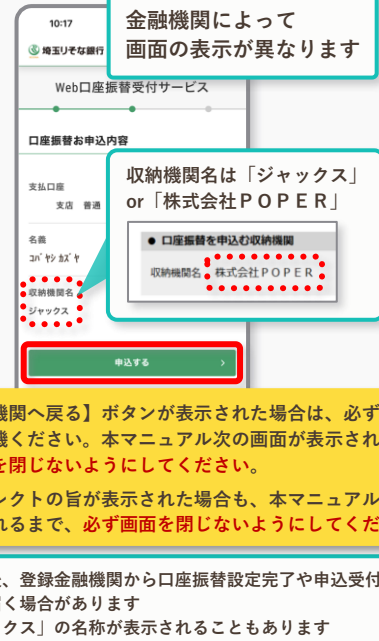 金融機関によって
画面の表示が異なります
10:17
埼玉りそな銀行
Web口座振替受付サービス
口座振替お申込内容
支払口座
支店 普通
名義
コバヤシ カズヤ
収納機関名
ジャックス
収納機関名は「ジャックス」
or「株式会社ＰＯＰＥＲ」
● 口座振替を申込む収納機関
収納機関名 株式会社ＰＯＰＥＲ
申込する
機関へ戻る】ボタンが表示された場合は、必ず
機ください。本マニュアル次の画面が表示され
を閉じないようにしてください。
レクトの旨が表示された場合も、本マニュアル
れるまで、必ず画面を閉じないようにしてくだ
、登録金融機関から口座振替設定完了や申込受付
く場合があります
クス」の名称が表示されることもあります